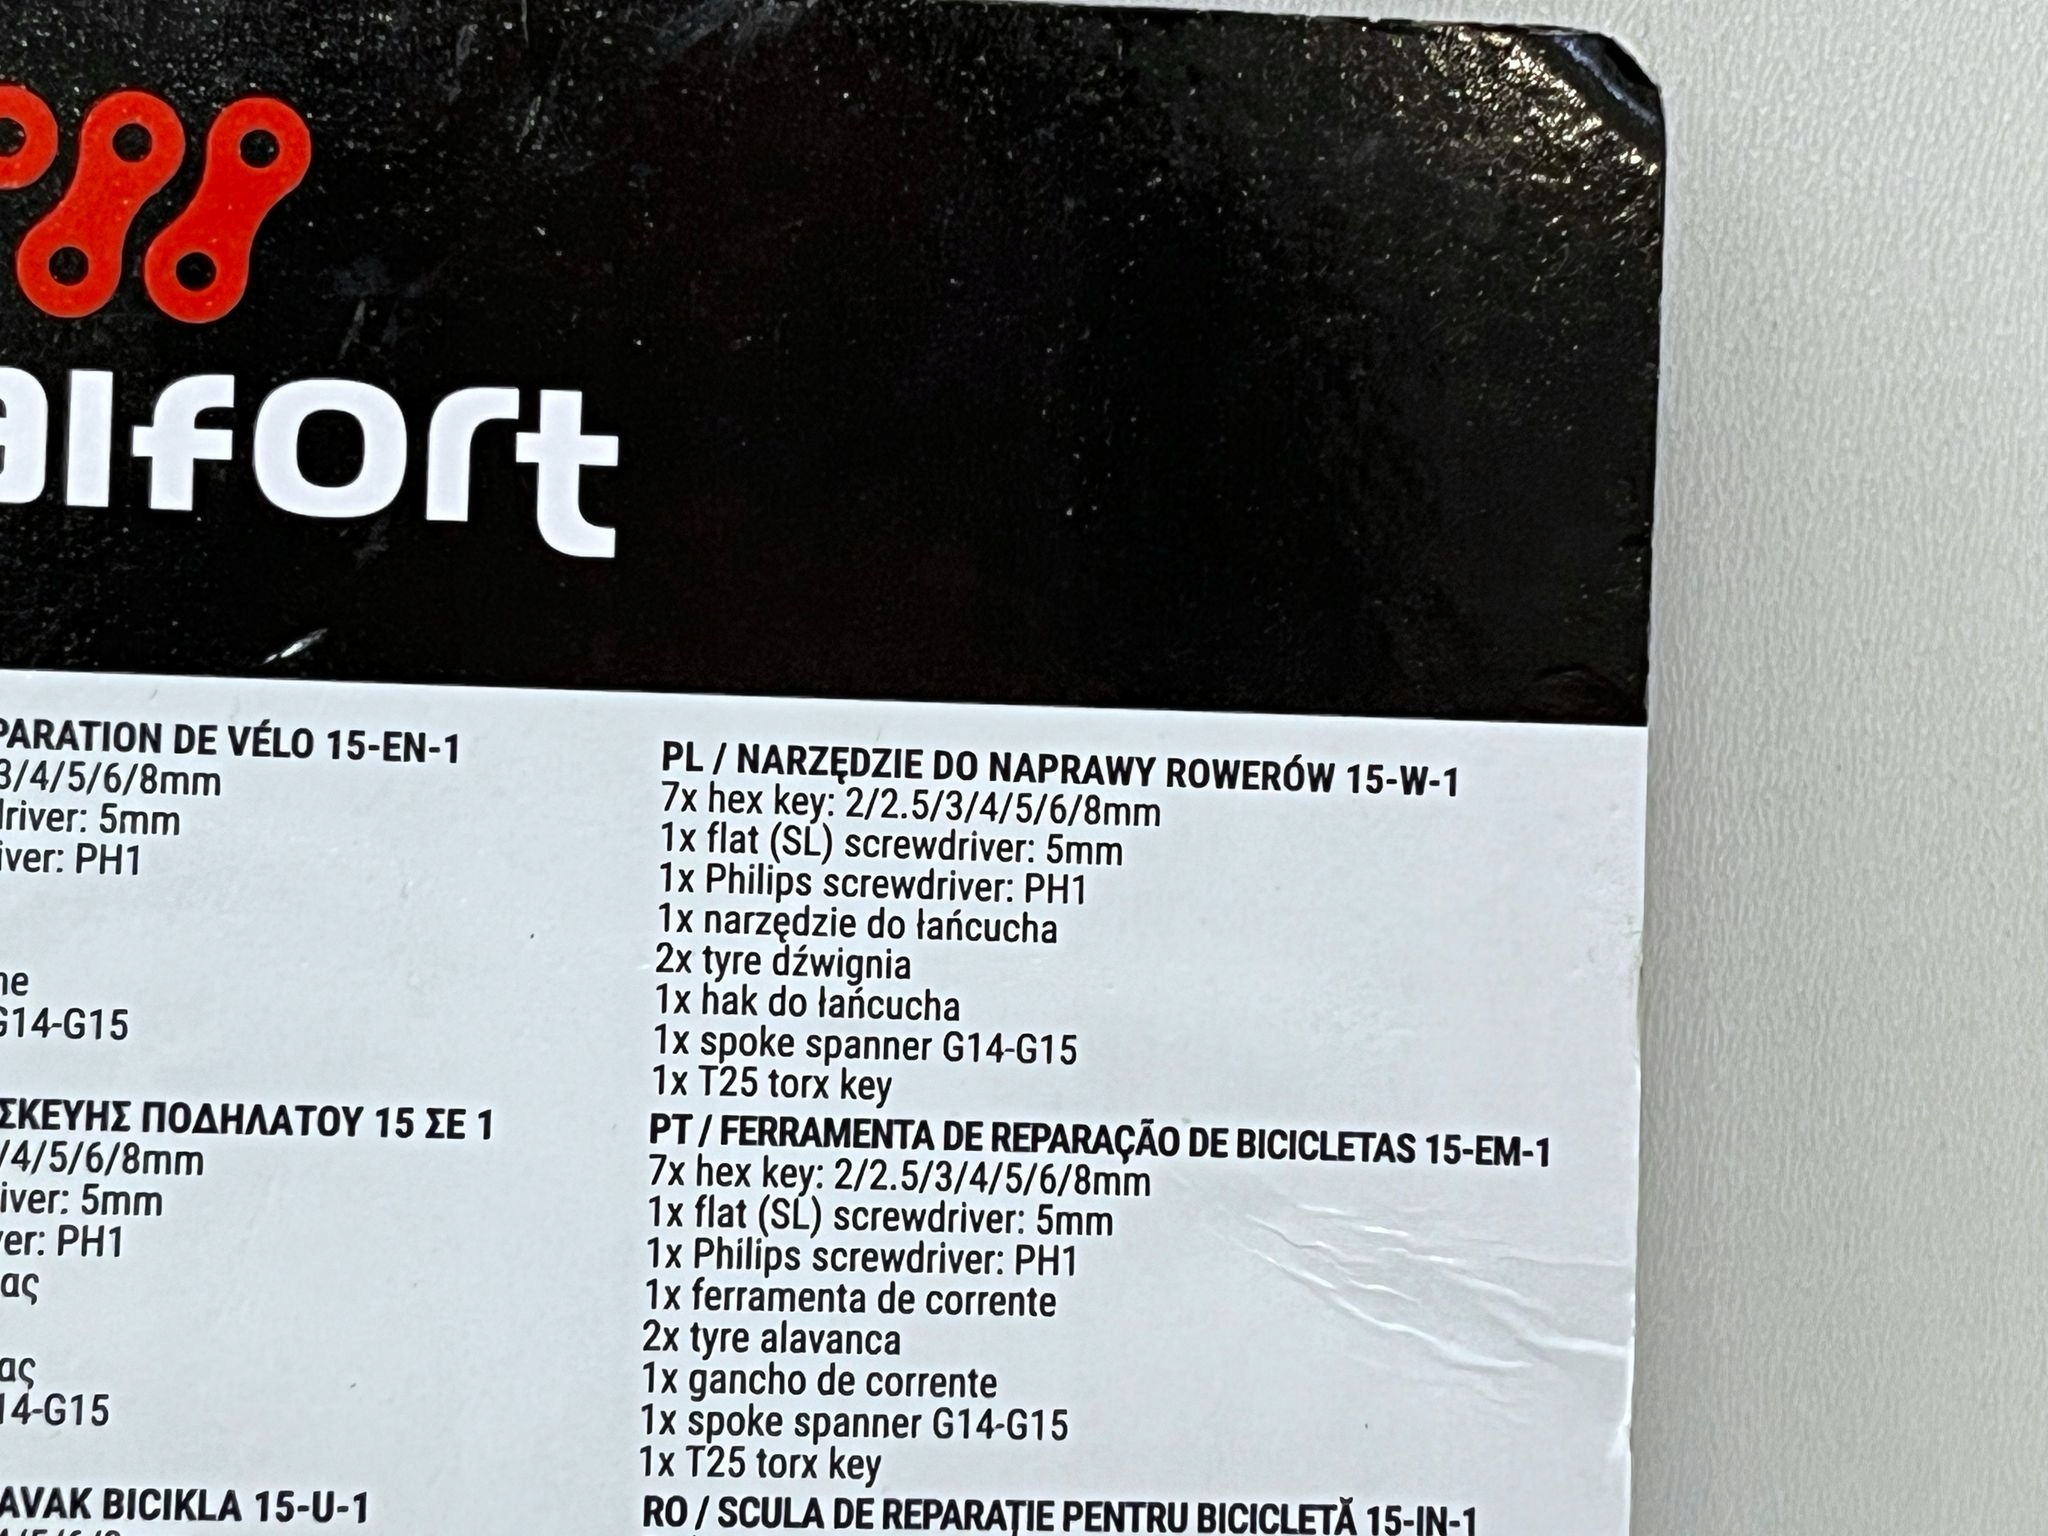 alfort
PARATION DE VÉLO 15-EN-1
3/4/5/6/8mm
driver: 5mm
iver: PH1
ne
G14-G15
ΣΚΕΥΗΣ ΠΟΔΗΛΑΤΟΥ 15 ΣΕ 1
/4/5/6/8mm
iver: 5mm
ver: PH1
ας
ας
14-G15
AVAK BICIKLA 15-U-1
PL / NARZĘDZIE DO NAPRAWY ROWERÓW 15-W-1
7x hex key: 2/2.5/3/4/5/6/8mm
1x flat (SL) screwdriver: 5mm
1x Philips screwdriver: PH1
1x narzędzie do łańcucha
2x tyre dźwignia
1x hak do łańcucha
1x spoke spanner G14-G15
1x T25 torx key
PT / FERRAMENTA DE REPARAÇÃO DE BICICLETAS 15-EM-1
7x hex key: 2/2.5/3/4/5/6/8mm
1x flat (SL) screwdriver: 5mm
1x Philips screwdriver: PH1
1x ferramenta de corrente
2x tyre alavanca
1x gancho de corrente
1x spoke spanner G14-G15
1x T25 torx key
RO / SCULA DE REPARAȚIE PENTRU BICICLETĂ 15-IN-1